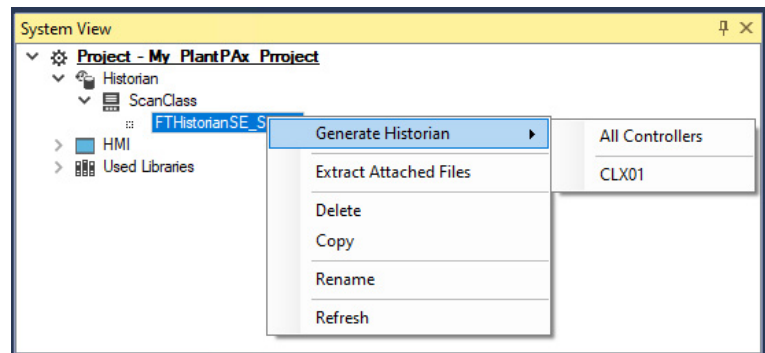 System View
Project - My_PlantPAx_Prroject
Historian
ScanClass
FTHistorianSE_S
HMI
Used Libraries
Generate Historian
Extract Attached Files
Delete
Copy
Rename
Refresh
All Controllers
CLX01